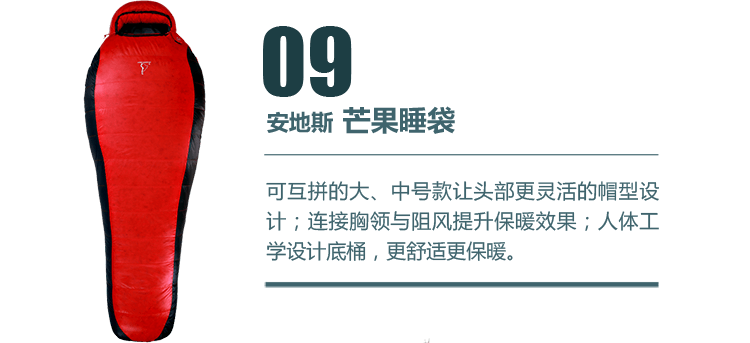 09
安地斯 芒果睡袋
可互拼的大、中号款让头部更灵活的帽型设
计；连接胸领与阻风提升保暖效果；人体工
学设计底桶，更舒适更保暖。